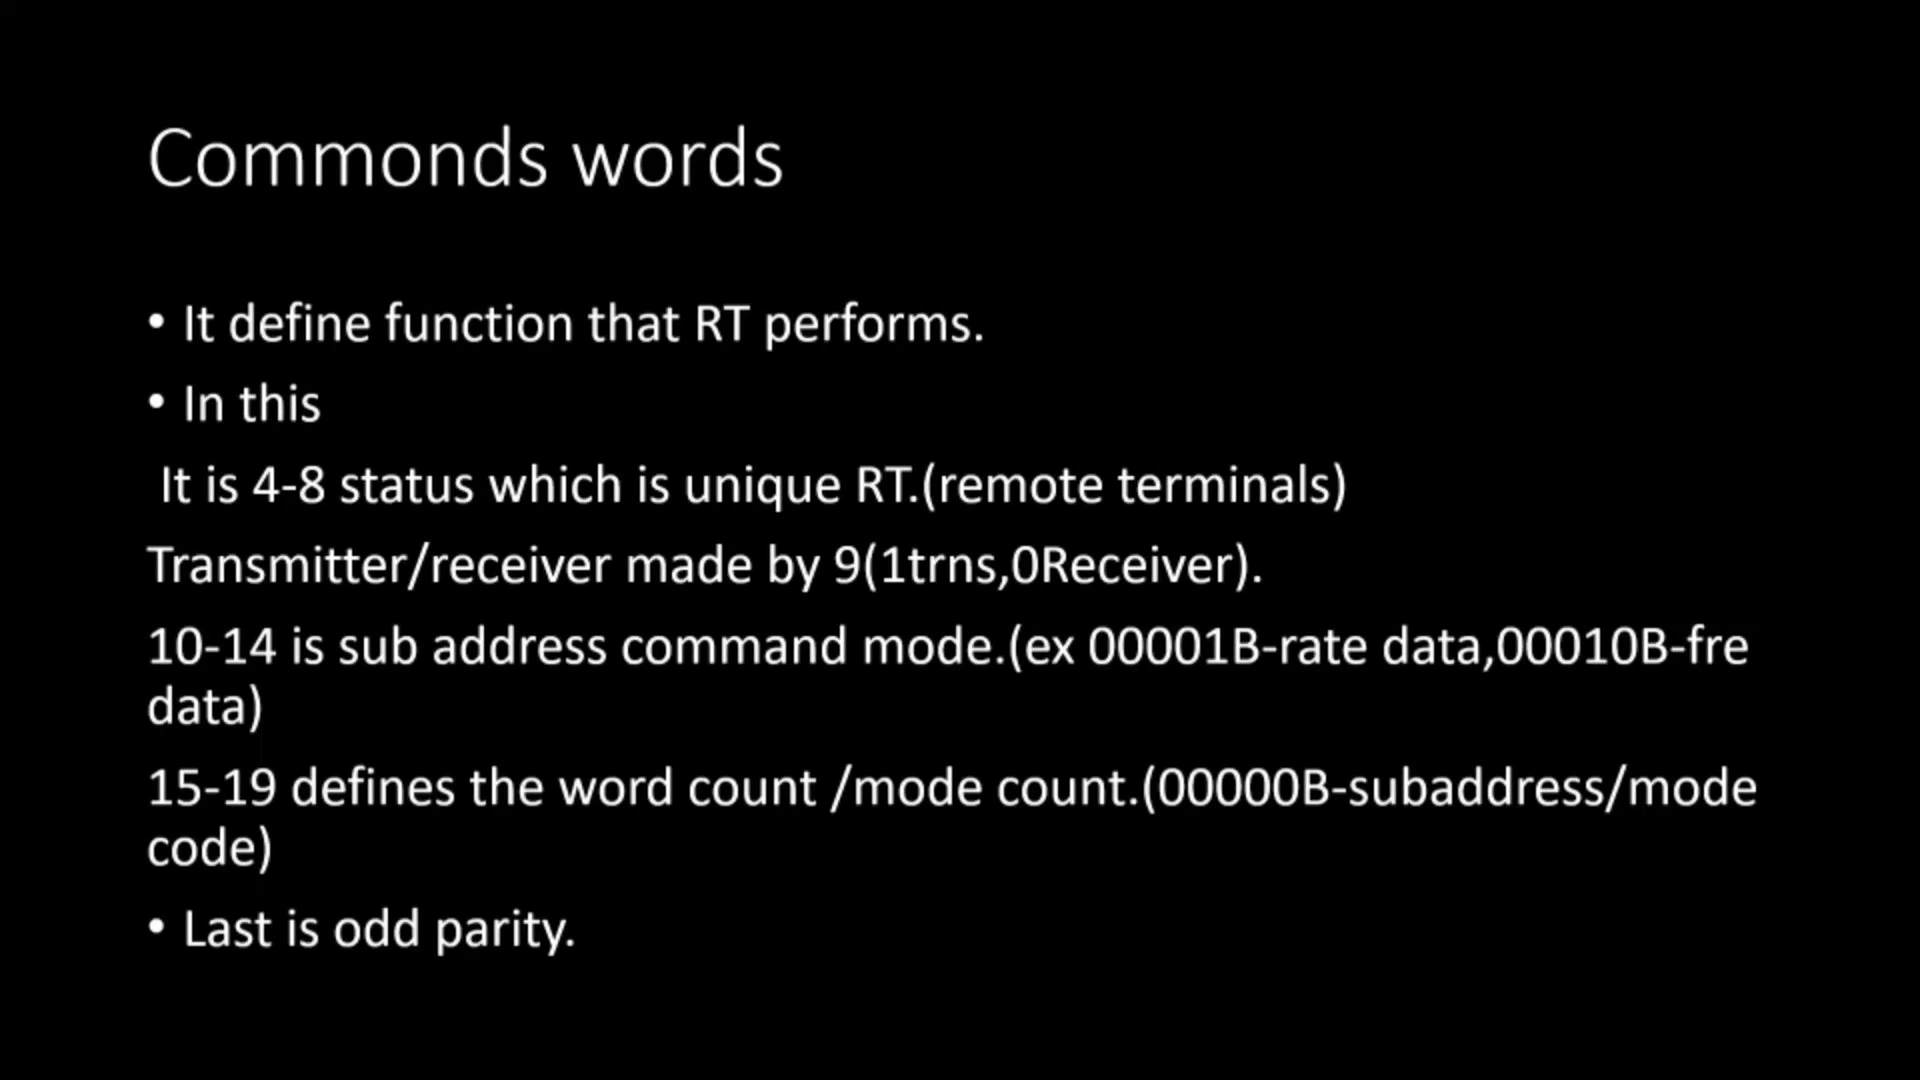 Commonds words
• It define function that RT performs.
• In this
It is 4-8 status which is unique RT.(remote terminals)
Transmitter/receiver made by 9(1trns,0Receiver).
10-14 is sub address command mode.(ex 00001B-rate data,00010B-fre
data)
15-19 defines the word count /mode count.(00000B-subaddress/mode
code)
• Last is odd parity.